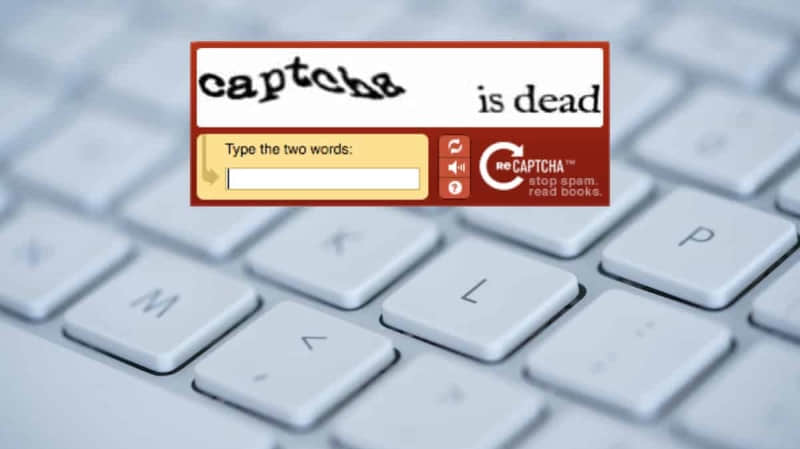 captcha is dead
Type the two words:
ReCAPTCHA™
stop spam.
read books.
?
K
P
L
M
<